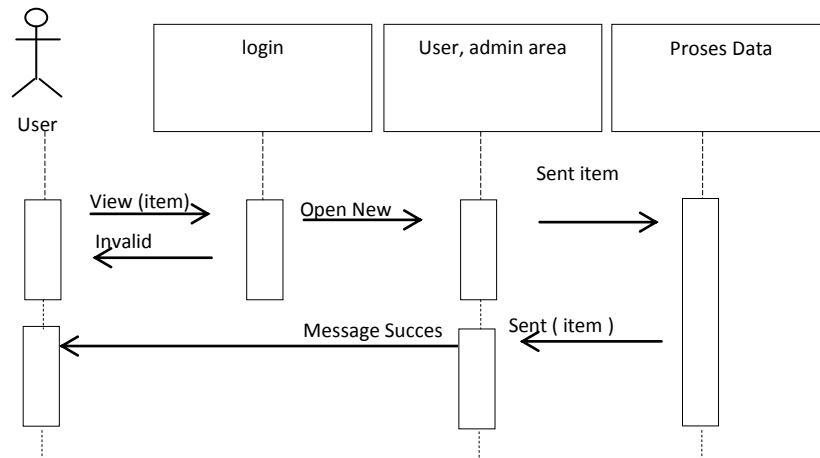 login
User, admin area
Proses Data
User
Sent item
View (item)
Open New
Invalid
Message Succes
Sent ( item )